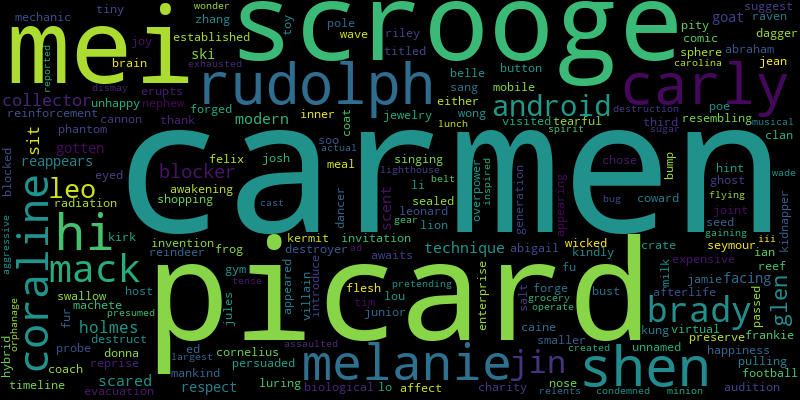 wonder
tiny
mechanic
zhang
pole
toy
riley
suggest
goat
raven
mei
scrooge
established
wave
titled
pity
comic
dagger
joy
ski
sphere
abraham
brain
erupts
exhausted
carolina
jean
reported
dismay
nephew
rudolph
belle
button
carly
collector
unhappy
forged
jewelry
sang
mobile
android
destruction
poe
musical
reinforcement
cannon
thank
modern
inner
coat
wong
either
visited
tearful
third
resembling
phantom
lunch
spirit
sugar
clan
sit
gotten
soo
actual
blocked
reappears
felix
josh
singing
lighthouse
carmen
chose
bump
hint
eyed
blocker
meal
li
belt
overpower
inspired
ghost
wade
leo
awakening
scent
sealed
generation
appearing
bug
coward
flying
radiation
shopping
dancer
leonard
gear
joint
seed
kidnapper
coraline
hi
cast
lion
gaining
aggressive
kirk
invention
kermit
invitation
technique
abigail
wicked
seymour
iii
reindeer
frog
destroyer
ad
kindly
crate
ian
mack
awaits
picard
milk
expensive
reef
gym
tense
appeared
villain
introduce
pretending
enterprise
fu
jamie
facing
swallow
host
jules
flesh
lou
salt
forge
bust
afterlife
glen
passed
machete
tim
junior
grocery
operate
brady
orphanage
fur
presumed
holmes
caine
kung
virtual
frankie
hybrid
destruct
ed
cornelius
assaulted
smaller
created
unnamed
preserve
probe
donna
largest
persuaded
melanie
jin
shen
happiness
coach
reprise
mankind
pulling
timeline
scared
respect
luring
biological
lo
affect
charity
nose
condemned
minion
football
evacuation
relents
audition